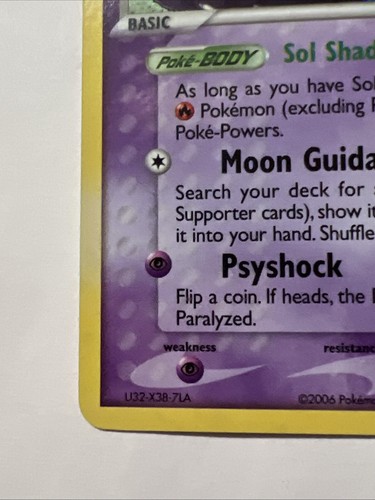 BASIC
Poké-BODY Sol Shad
As long as you have Sol
Pokémon (excluding
Poké-Powers.
Moon Guida
Search your deck for
Supporter cards), show it
it into your hand. Shuffle
Psyshock
Flip a coin. If heads, the
Paralyzed.
weakness resistanc
U32-X38-7LA ©2006 Pokém